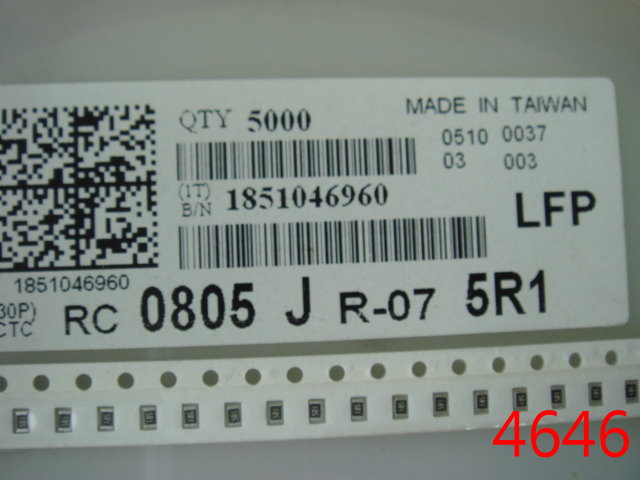 QTY 5000
MADE IN TAIWAN
0510 0037
03 003
(1T)
B/N 1851046960
LFP
1851046960
30P)
CTC
RC 0805 J R-07 5R1
4646